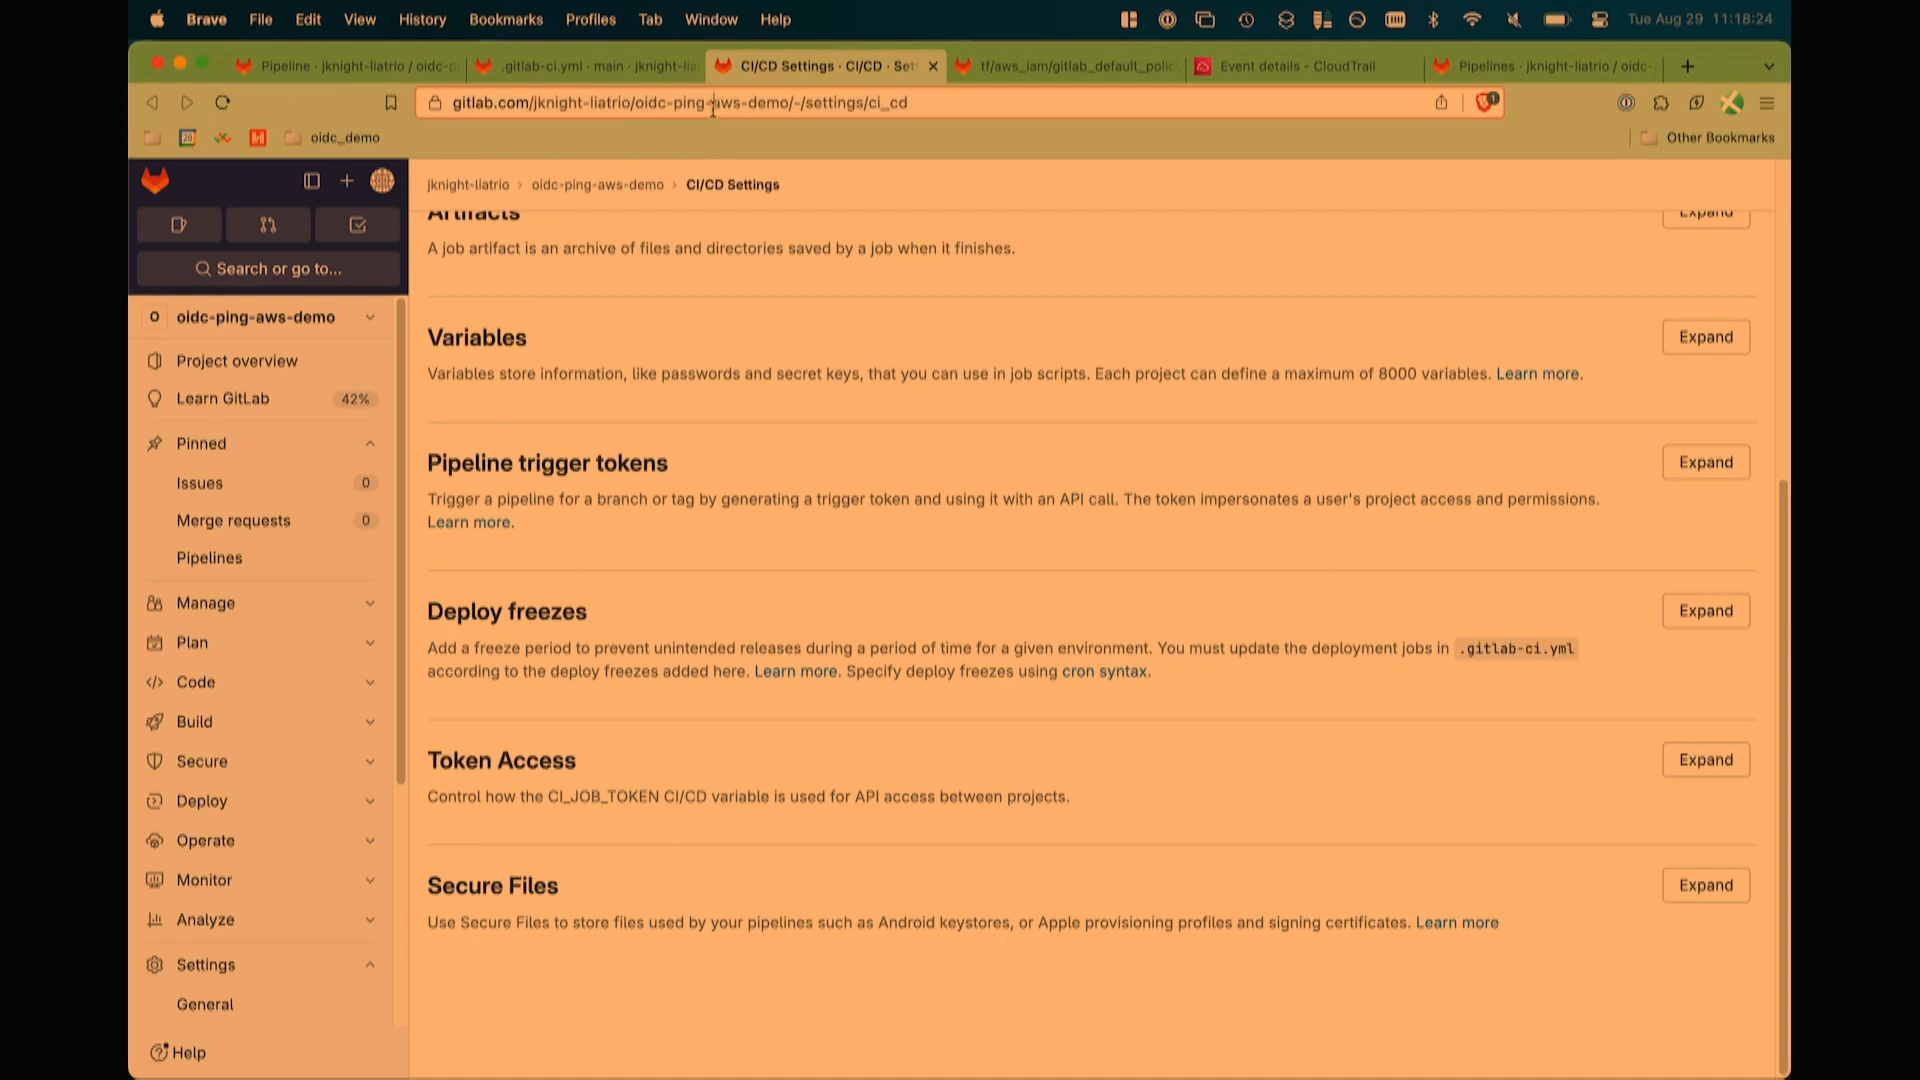 Brave File Edit View History Bookmarks Profiles Tab Window Help
Tue Aug 29 11:18:24
Pipeline · jknight-liatrio / oidc-p
.gitlab-ci.yml · main · jknight-lia
CI/CD Settings · CI/CD · Set
tf/aws_iam/gitlab_default_polic
Event details - CloudTrail
Pipelines · jknight-liatrio / oidc-
gitlab.com/jknight-liatrio/oidc-ping-aws-demo/-/settings/ci_cd
1
20
oidc_demo
Other Bookmarks
Search or go to...
oidc-ping-aws-demo
O
Project overview
Learn GitLab 42%
Pinned
Issues 0
Merge requests 0
Pipelines
Manage
Plan
Code
Build
Secure
Deploy
Operate
Monitor
Analyze
Settings
General
Help
jknight-liatrio › oidc-ping-aws-demo › CI/CD Settings
Artifacts
Expand
A job artifact is an archive of files and directories saved by a job when it finishes.
Variables
Expand
Variables store information, like passwords and secret keys, that you can use in job scripts. Each project can define a maximum of 8000 variables. Learn more.
Pipeline trigger tokens
Expand
Trigger a pipeline for a branch or tag by generating a trigger token and using it with an API call. The token impersonates a user's project access and permissions.
Learn more.
Deploy freezes
Expand
Add a freeze period to prevent unintended releases during a period of time for a given environment. You must update the deployment jobs in .gitlab-ci.yml
according to the deploy freezes added here. Learn more. Specify deploy freezes using cron syntax.
Token Access
Expand
Control how the CI_JOB_TOKEN CI/CD variable is used for API access between projects.
Secure Files
Expand
Use Secure Files to store files used by your pipelines such as Android keystores, or Apple provisioning profiles and signing certificates. Learn more